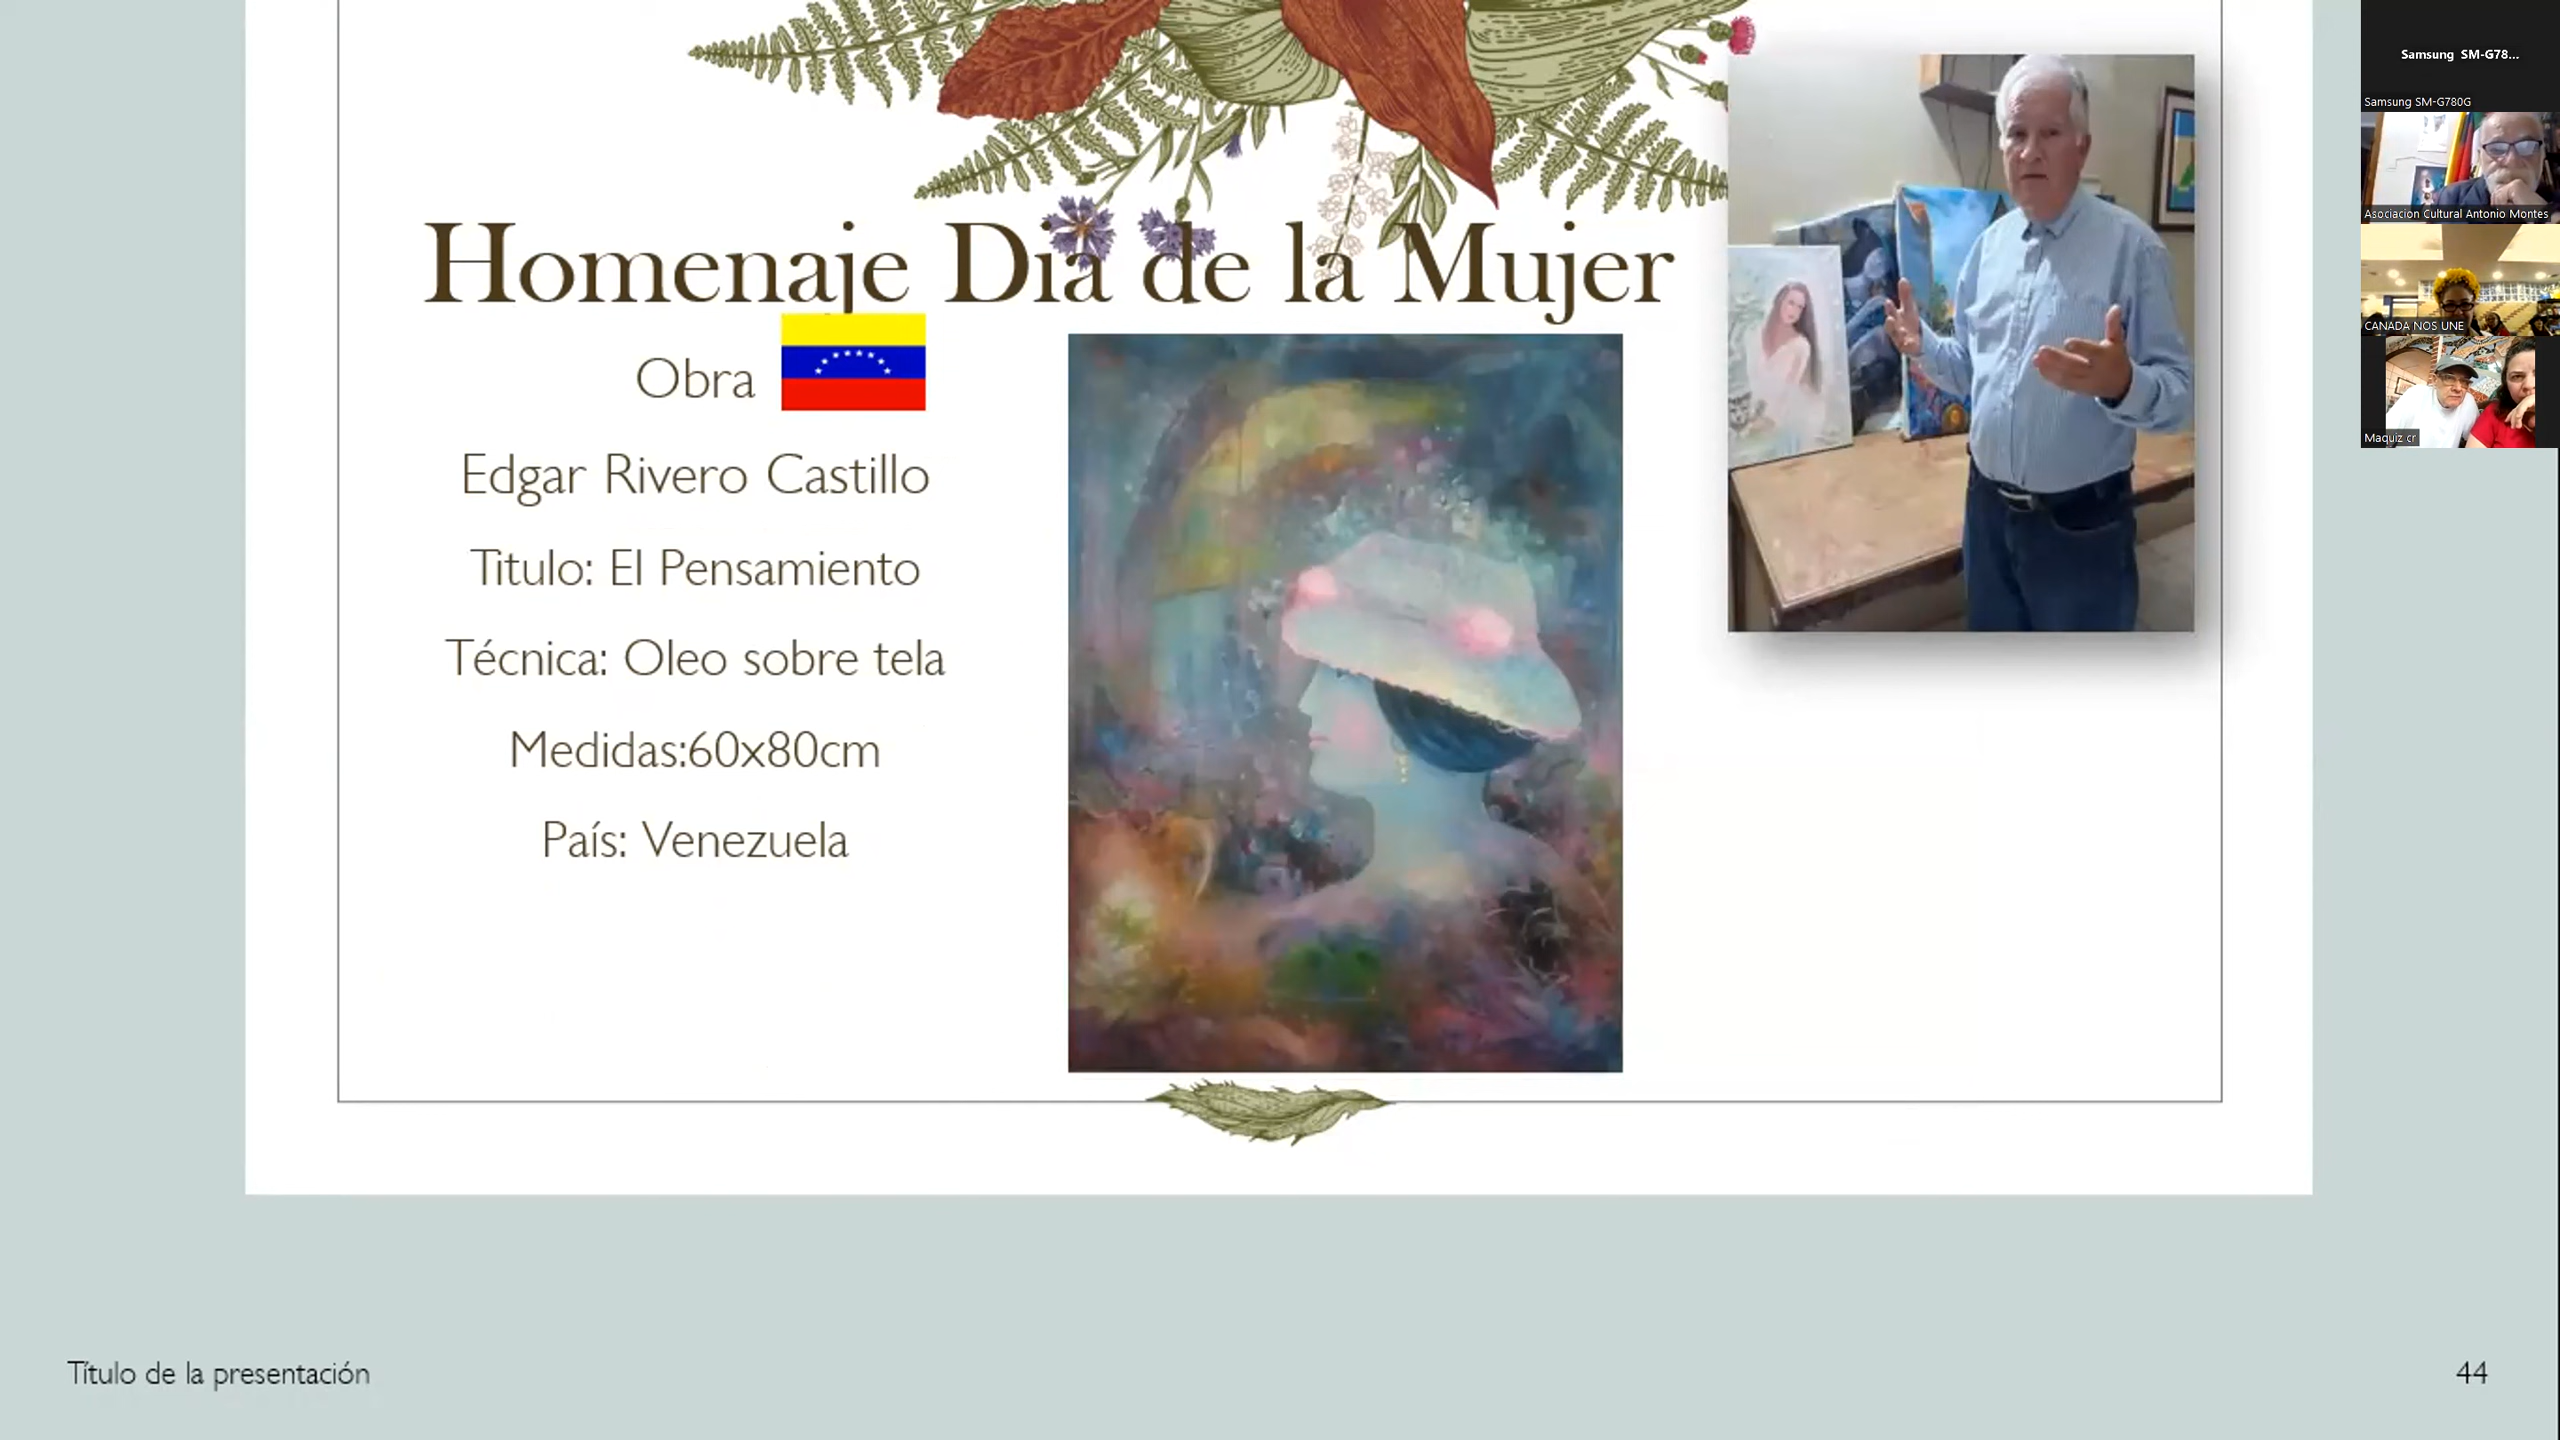 Homenaje Dia de la Mujer
Obra
Edgar Rivero Castillo
Titulo: El Pensamiento
Técnica: Oleo sobre tela
Medidas:60x80cm
País: Venezuela
Título de la presentación
44
Samsung SM-G78...
Samsung SM-G780G
Asociacion Cultural Antonio Montes
CANADA NOS UNE
Maquiz cr